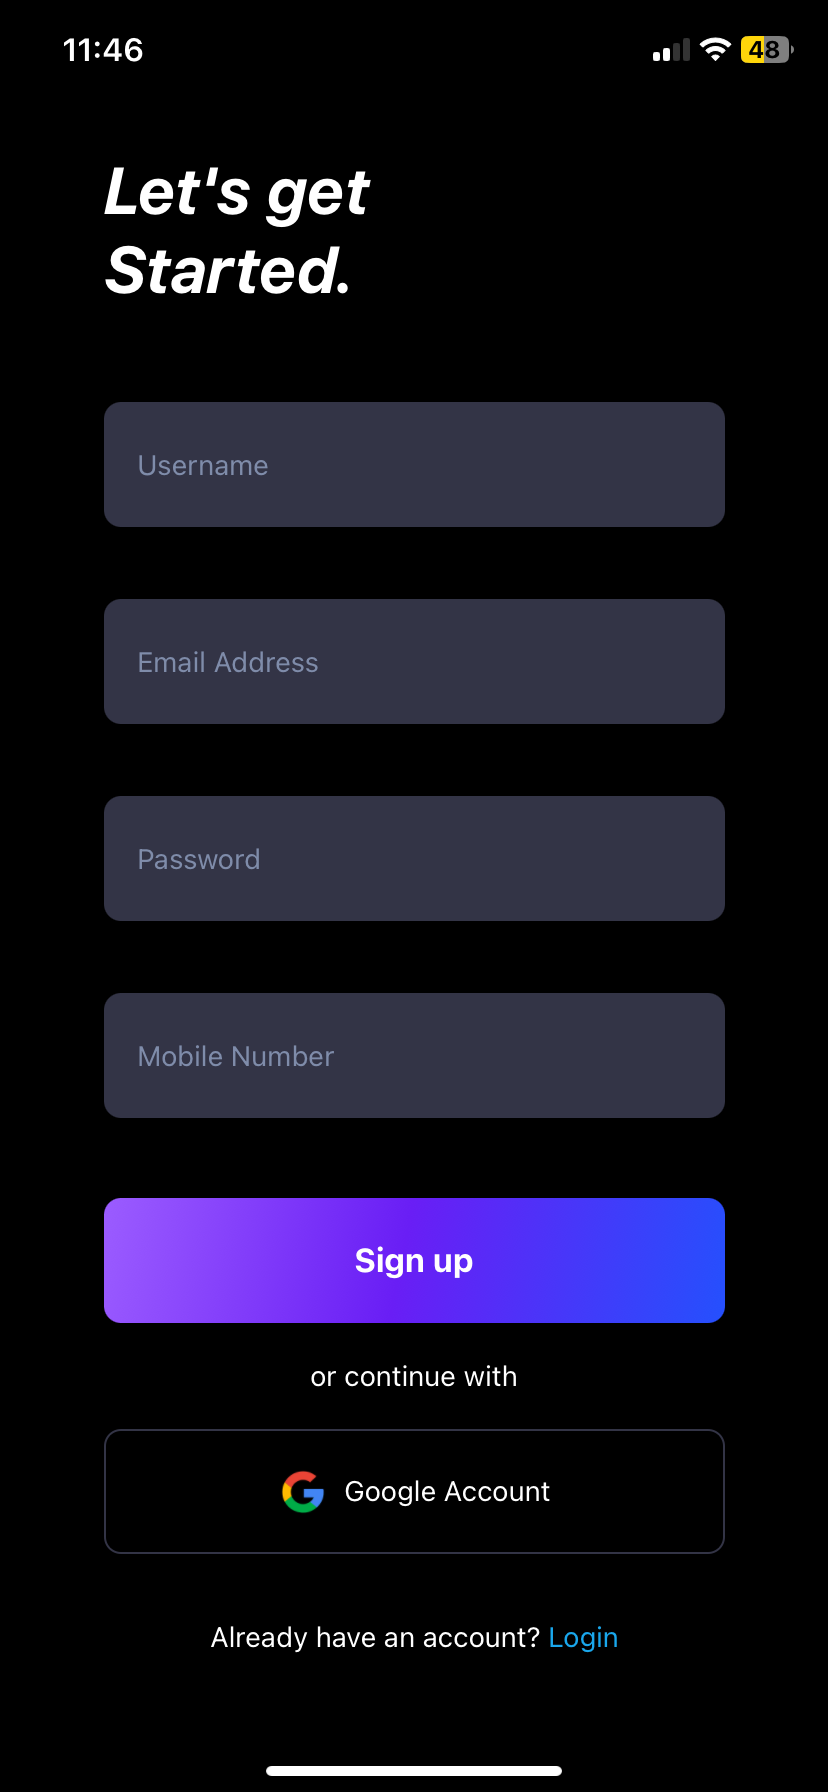 11:46
48
Let's get
Started.
Username
Email Address
Password
Mobile Number
Sign up
or continue with
Google Account
Already have an account? Login